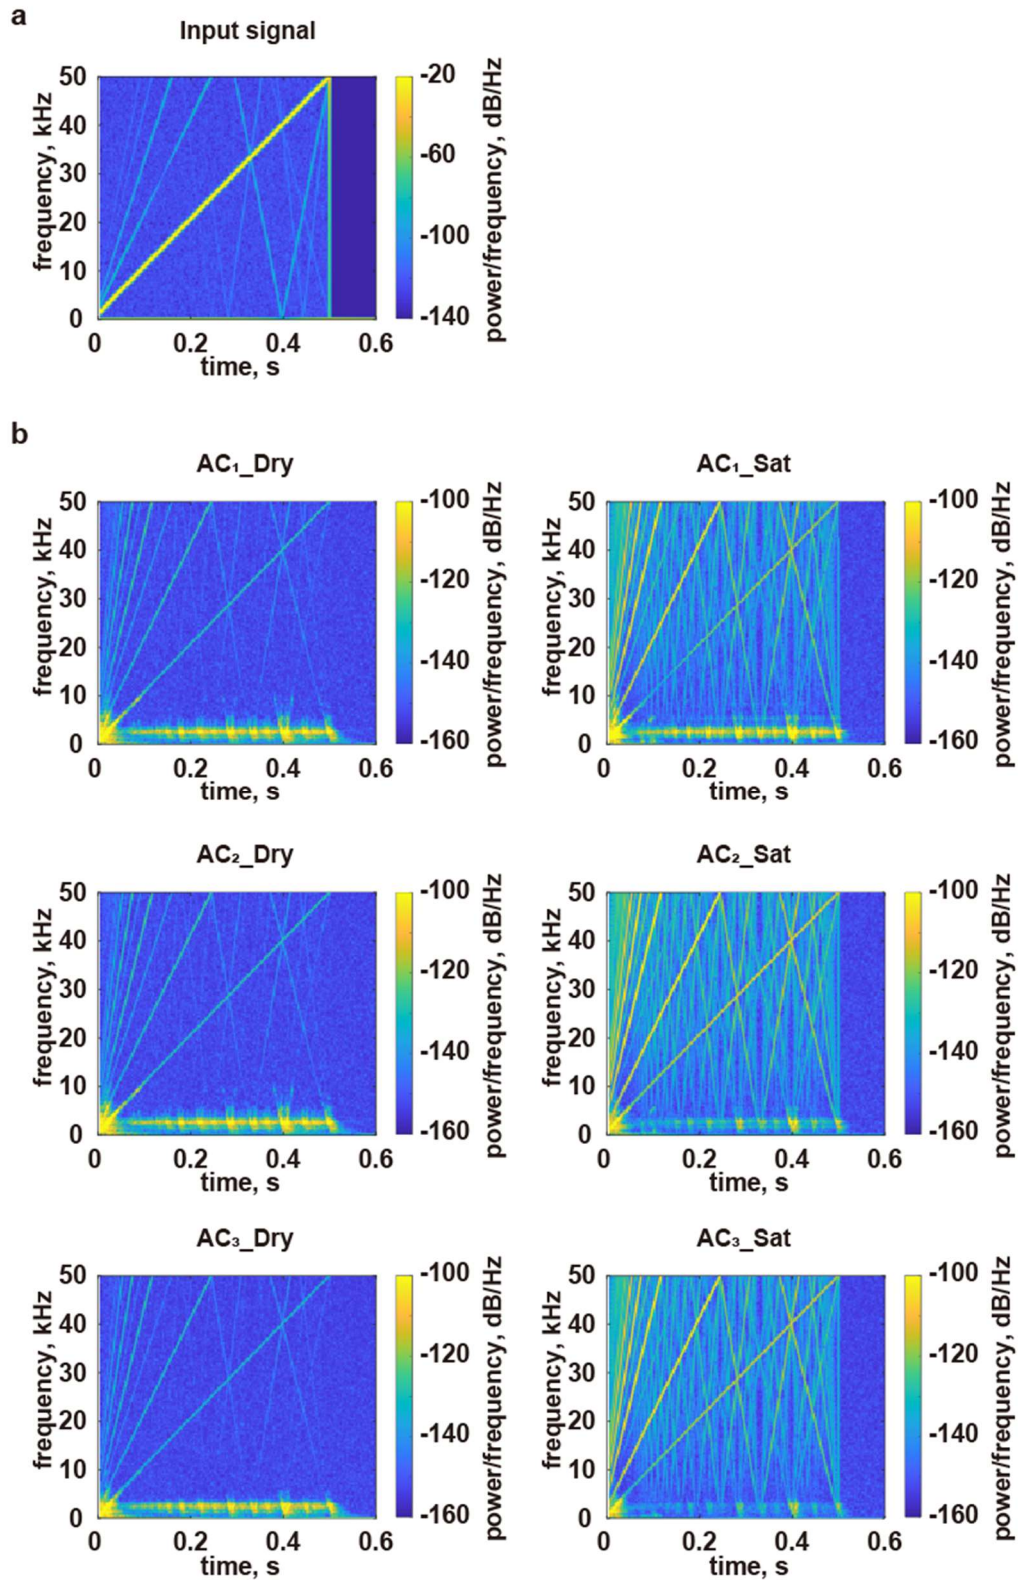 a
Input signal
frequency, kHz
50
40
30
20
10
0
0 0.2 0.4 0.6
time, s
-20
-60
-100
-140
power/frequency, dB/Hz
b
AC₁_Dry
frequency, kHz
50
40
30
20
10
0
0 0.2 0.4 0.6
time, s
-100
-120
-140
-160
power/frequency, dB/Hz
AC₁_Sat
frequency, kHz
50
40
30
20
10
0
0 0.2 0.4 0.6
time, s
-100
-120
-140
-160
power/frequency, dB/Hz
AC₂_Dry
frequency, kHz
50
40
30
20
10
0
0 0.2 0.4 0.6
time, s
-100
-120
-140
-160
power/frequency, dB/Hz
AC₂_Sat
frequency, kHz
50
40
30
20
10
0
0 0.2 0.4 0.6
time, s
-100
-120
-140
-160
power/frequency, dB/Hz
AC₃_Dry
frequency, kHz
50
40
30
20
10
0
0 0.2 0.4 0.6
time, s
-100
-120
-140
-160
power/frequency, dB/Hz
AC₃_Sat
frequency, kHz
50
40
30
20
10
0
0 0.2 0.4 0.6
time, s
-100
-120
-140
-160
power/frequency, dB/Hz